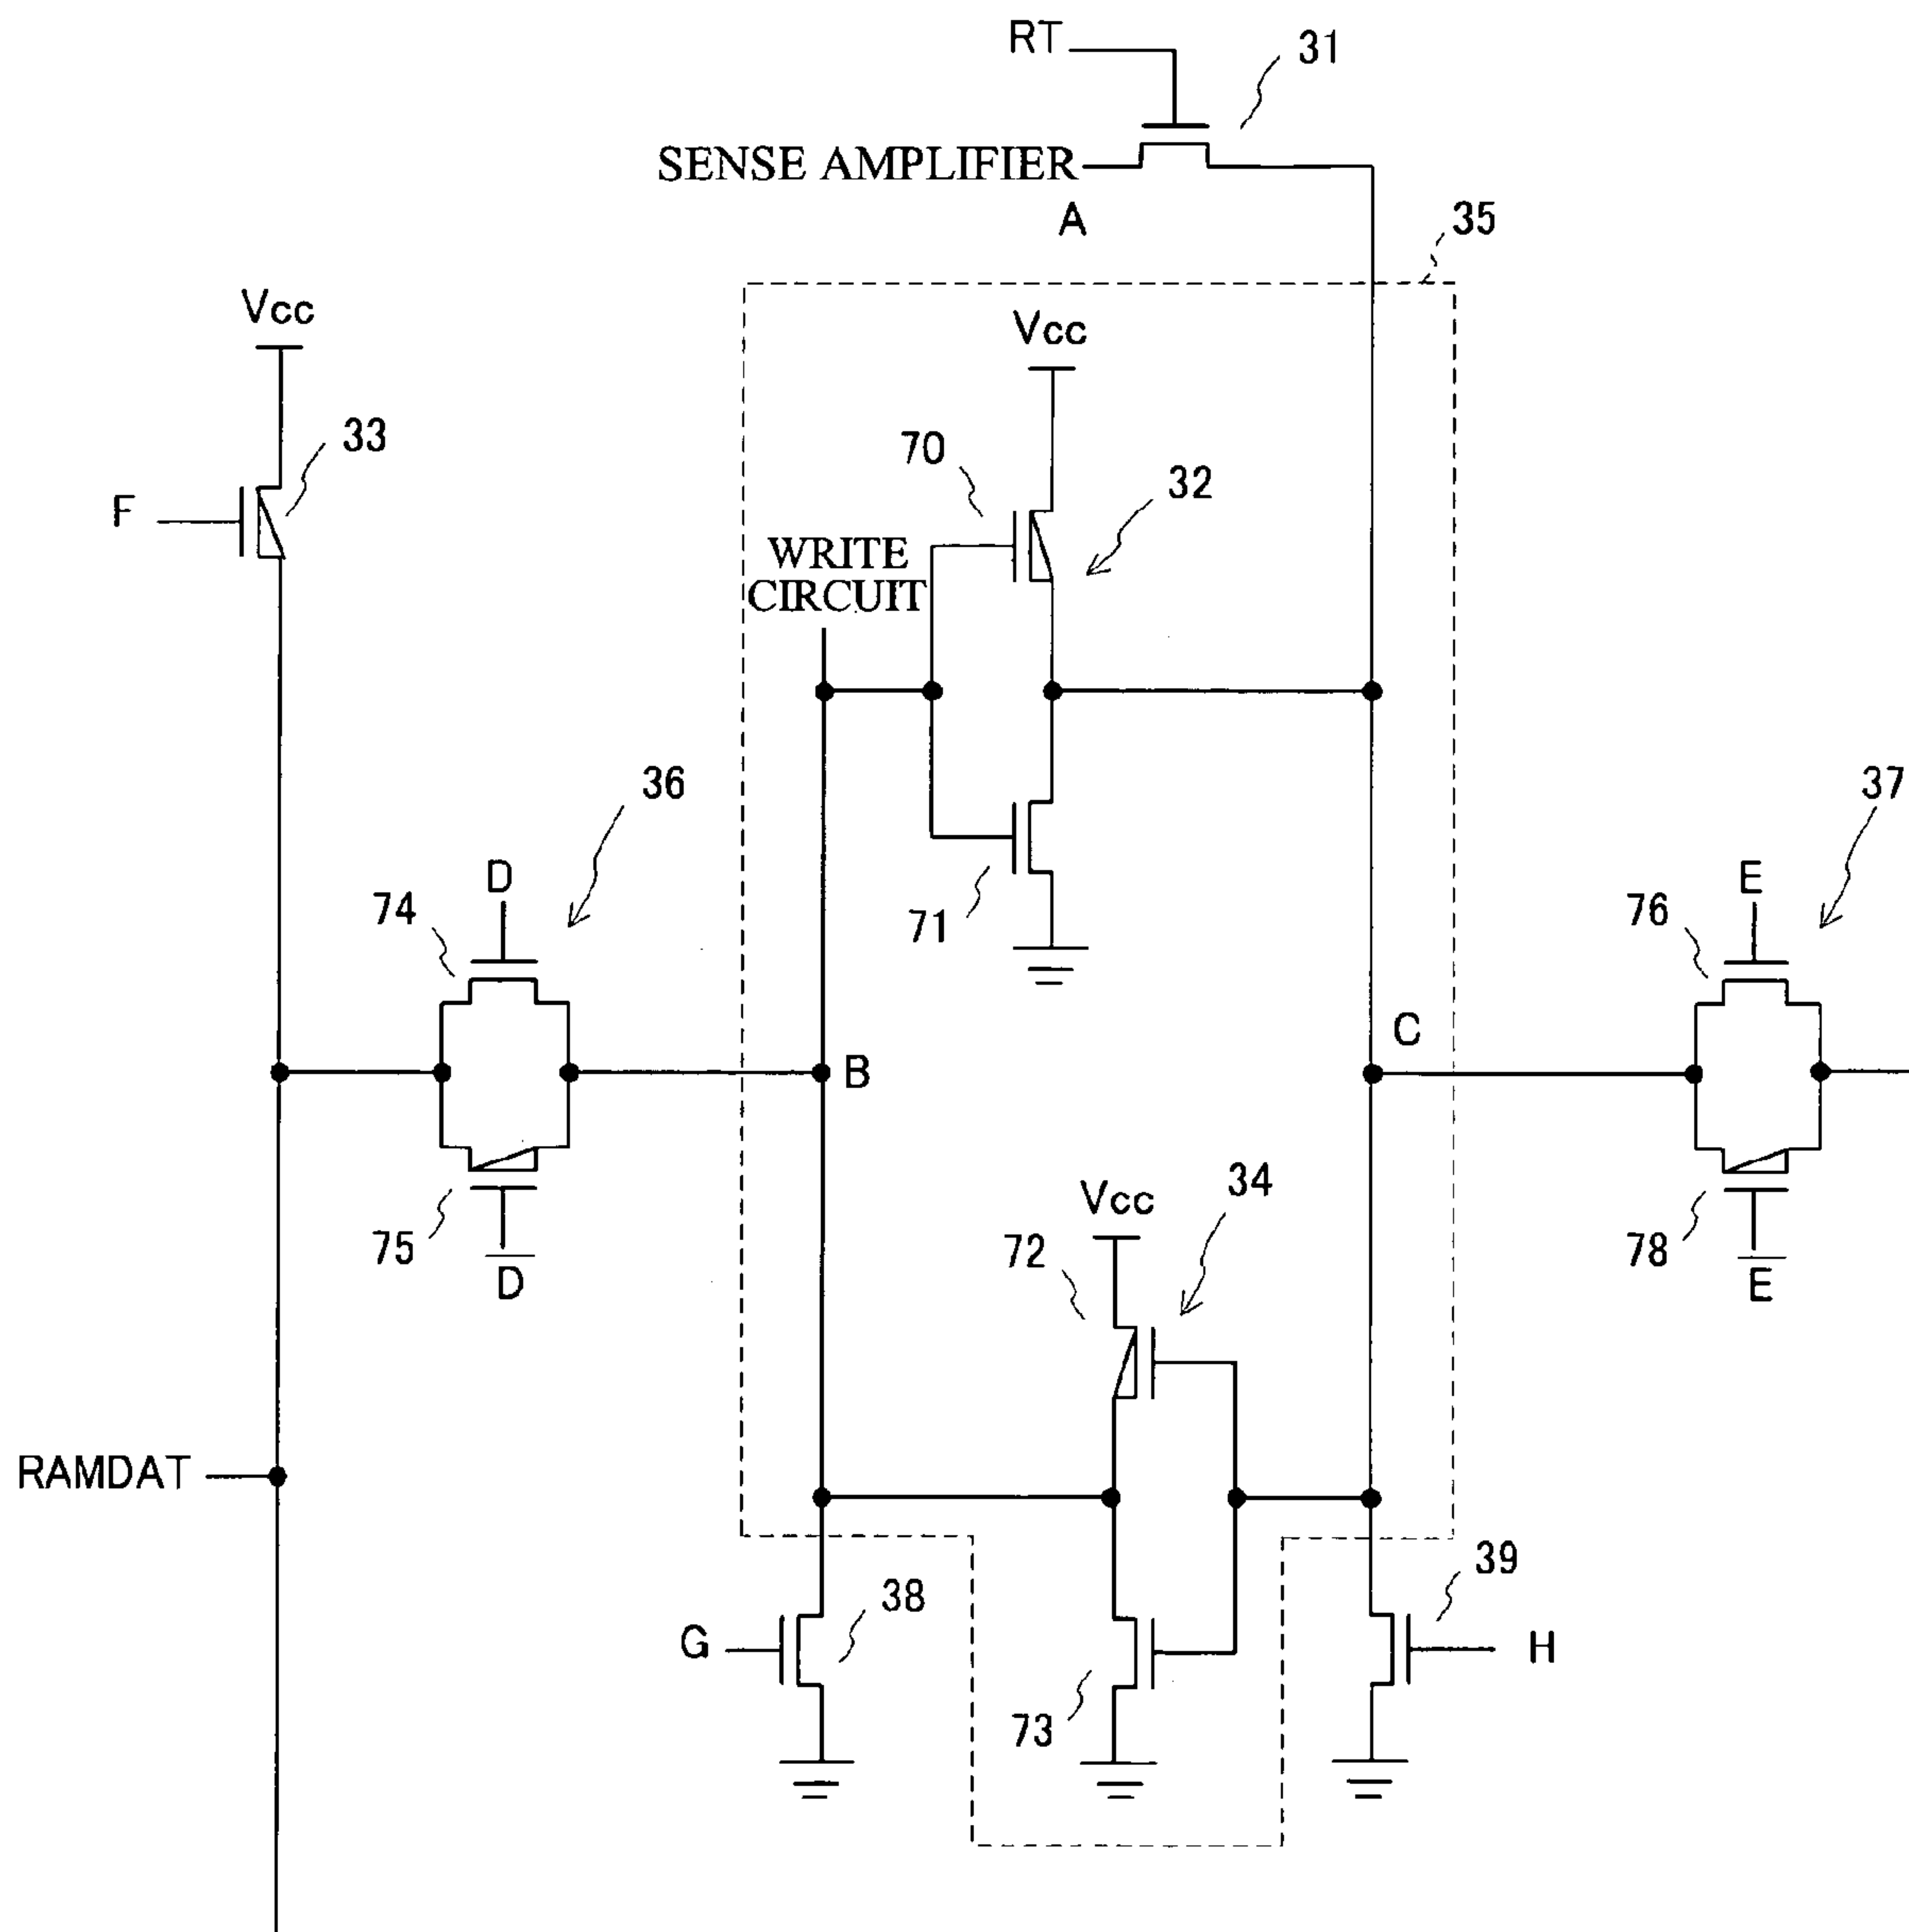 RT
31
SENSE AMPLIFIER
A
35
Vcc
Vcc
33
70
32
F
WRITE
CIRCUIT
36
37
D
E
74
76
71
C
B
34
Vcc
72
75
78
D
E
RAMDAT
39
38
G
H
73